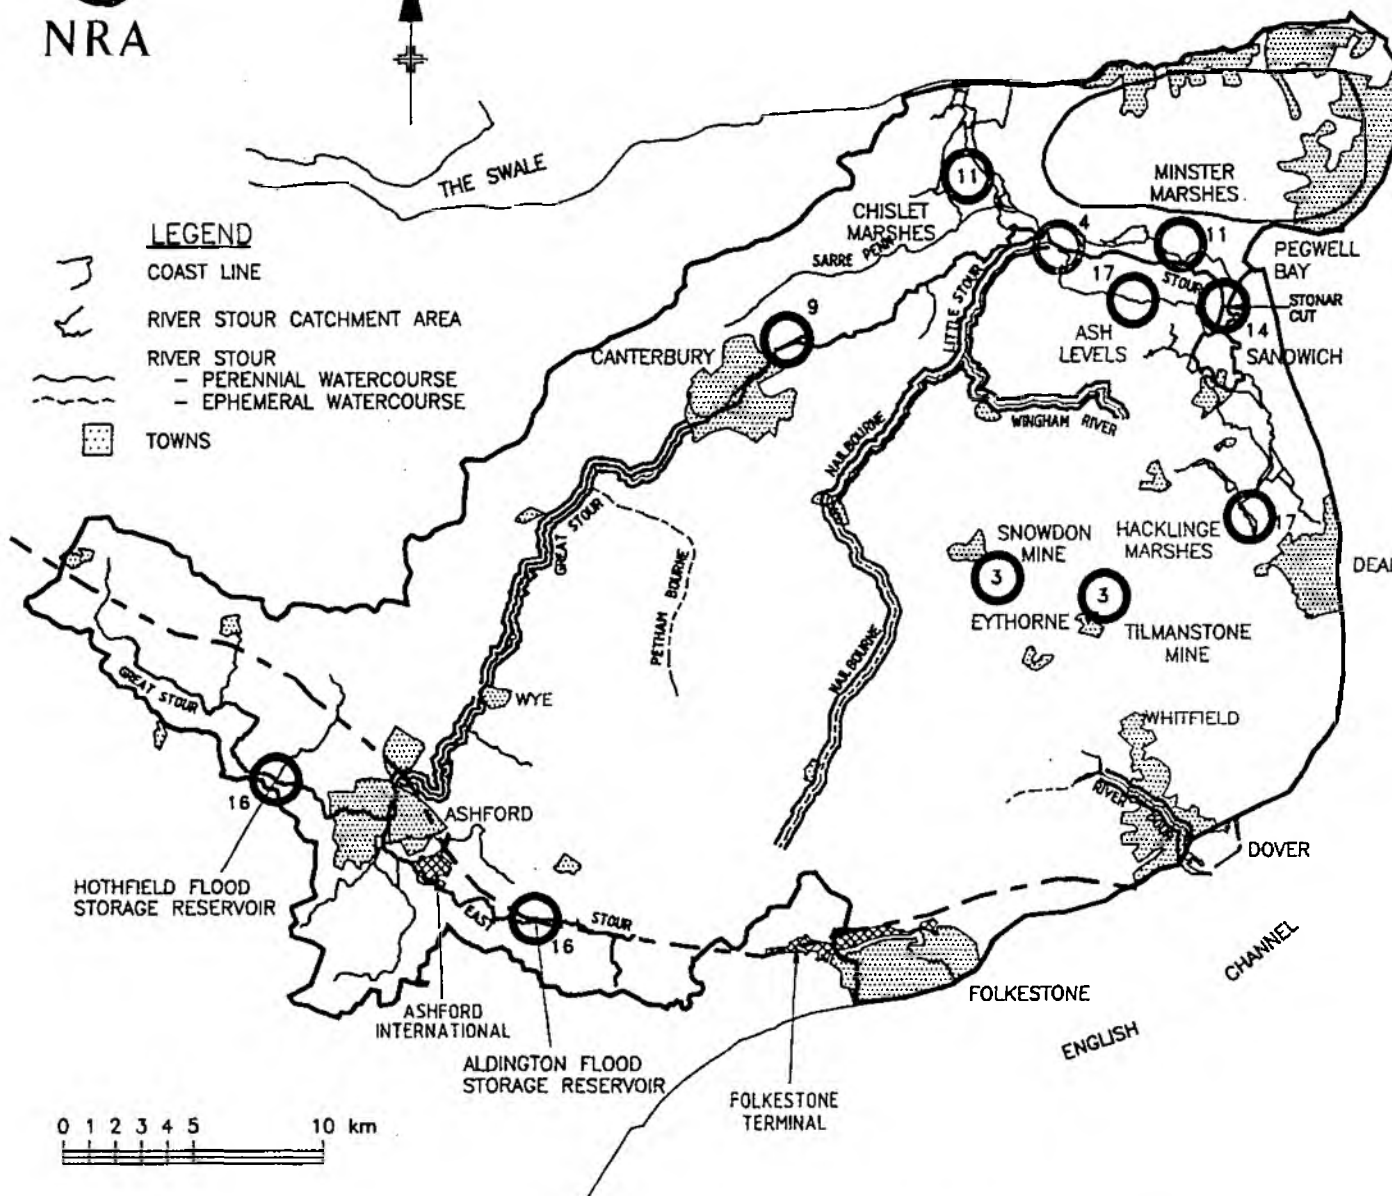 NRA
THE SWALE
LEGEND
COAST LINE
RIVER STOUR CATCHMENT AREA
RIVER STOUR
– PERENNIAL WATERCOURSE
– EPHEMERAL WATERCOURSE
TOWNS
MINSTER
MARSHES
11
CHISLET
MARSHES
SARRE PENN
4
11
PEGWELL
BAY
17
STOUR
STONAR
CUT
14
ASH
LEVELS
SANDWICH
LITTLE STOUR
9
CANTERBURY
WINGHAM RIVER
NAILBOURNE
GREAT STOUR
PETHAM BOURNE
SNOWDON
MINE
HACKLINGE
MARSHES
17
3
3
EYTHORNE
TILMANSTONE
MINE
DEAL
NAILBOURNE
GREAT STOUR
WYE
WHITFIELD
RIVER DOUR
16
ASHFORD
DOVER
HOTHFIELD FLOOD
STORAGE RESERVOIR
EAST
STOUR
16
ASHFORD
INTERNATIONAL
FOLKESTONE
ENGLISH
CHANNEL
ALDINGTON FLOOD
STORAGE RESERVOIR
FOLKESTONE
TERMINAL
0 1 2 3 4 5 10 km